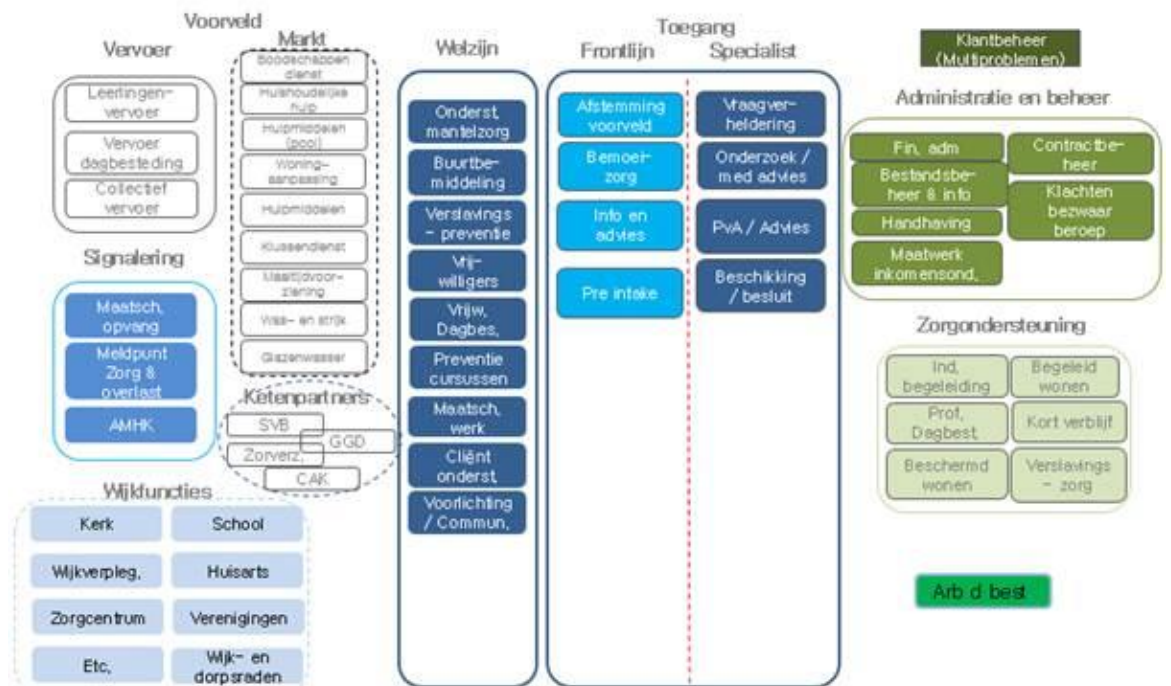 Voorveld
Vervoer
Leerlingen-
vervoer
Vervoer
dagbesteding
Collectief
vervoer
Signalering
Maatsch,
opvang
Meldpunt
Zorg &
overlast
AMHK
Markt
Boodschappen
dienst
Huishoudelijke
hulp
Hulpmiddelen
(pool)
Woning-
aanpassing
Hulpmiddelen
Klussendienst
Maaltijdvoor-
ziening
Was- en strijk
Glazenwasser
Ketenpartners
SVB
GGD
Zorverz,
CAK
Wijkfuncties
Kerk
School
Wijkverpleg,
Huisarts
Zorgcentrum
Verenigingen
Etc,
Wijk- en
dorpsraden
Welzijn
Onderst,
mantelzorg
Buurtbe-
middeling
Verslavings
- preventie
Vrij-
willigers
Vrijw,
Dagbes,
Preventie
cursussen
Maatsch,
werk
Cliënt
onderst,
Voorlichting
/ Commun,
Toegang
Frontlijn
Afstemming
voorveld
Bemoei-
zorg
Info en
advies
Pre intake
Specialist
Vraagver-
heldering
Onderzoek /
med advies
PvA / Advies
Beschikking
/ besluit
Klantbeheer
(Multiproblemen)
Administratie en beheer
Fin, adm
Bestandsbe-
heer & info
Handhaving
Maatwerk
inkomensond,
Contractbe-
heer
Klachten
bezwaar
beroep
Zorgondersteuning
Ind,
begeleiding
Begeleid
wonen
Prof,
Dagbest,
Kort verblijf
Beschermd
wonen
Verslavings
- zorg
Arb d best